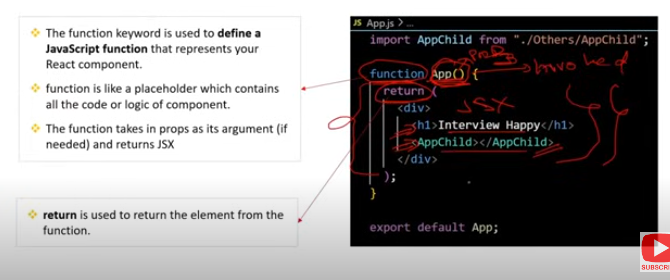 The function keyword is used to define a
JavaScript function that represents your
React component.
function is like a placeholder which contains
all the code or logic of component.
The function takes in props as its argument (if
needed) and returns JSX
return is used to return the element from the
function.
JS App.js > ...
import AppChild from "./Others/AppChild";
function App() {
return (
JSX
<div>
<h1>Interview Happy</h1>
<AppChild></AppChild>
</div>
);
}
export default App;
SUBSCR